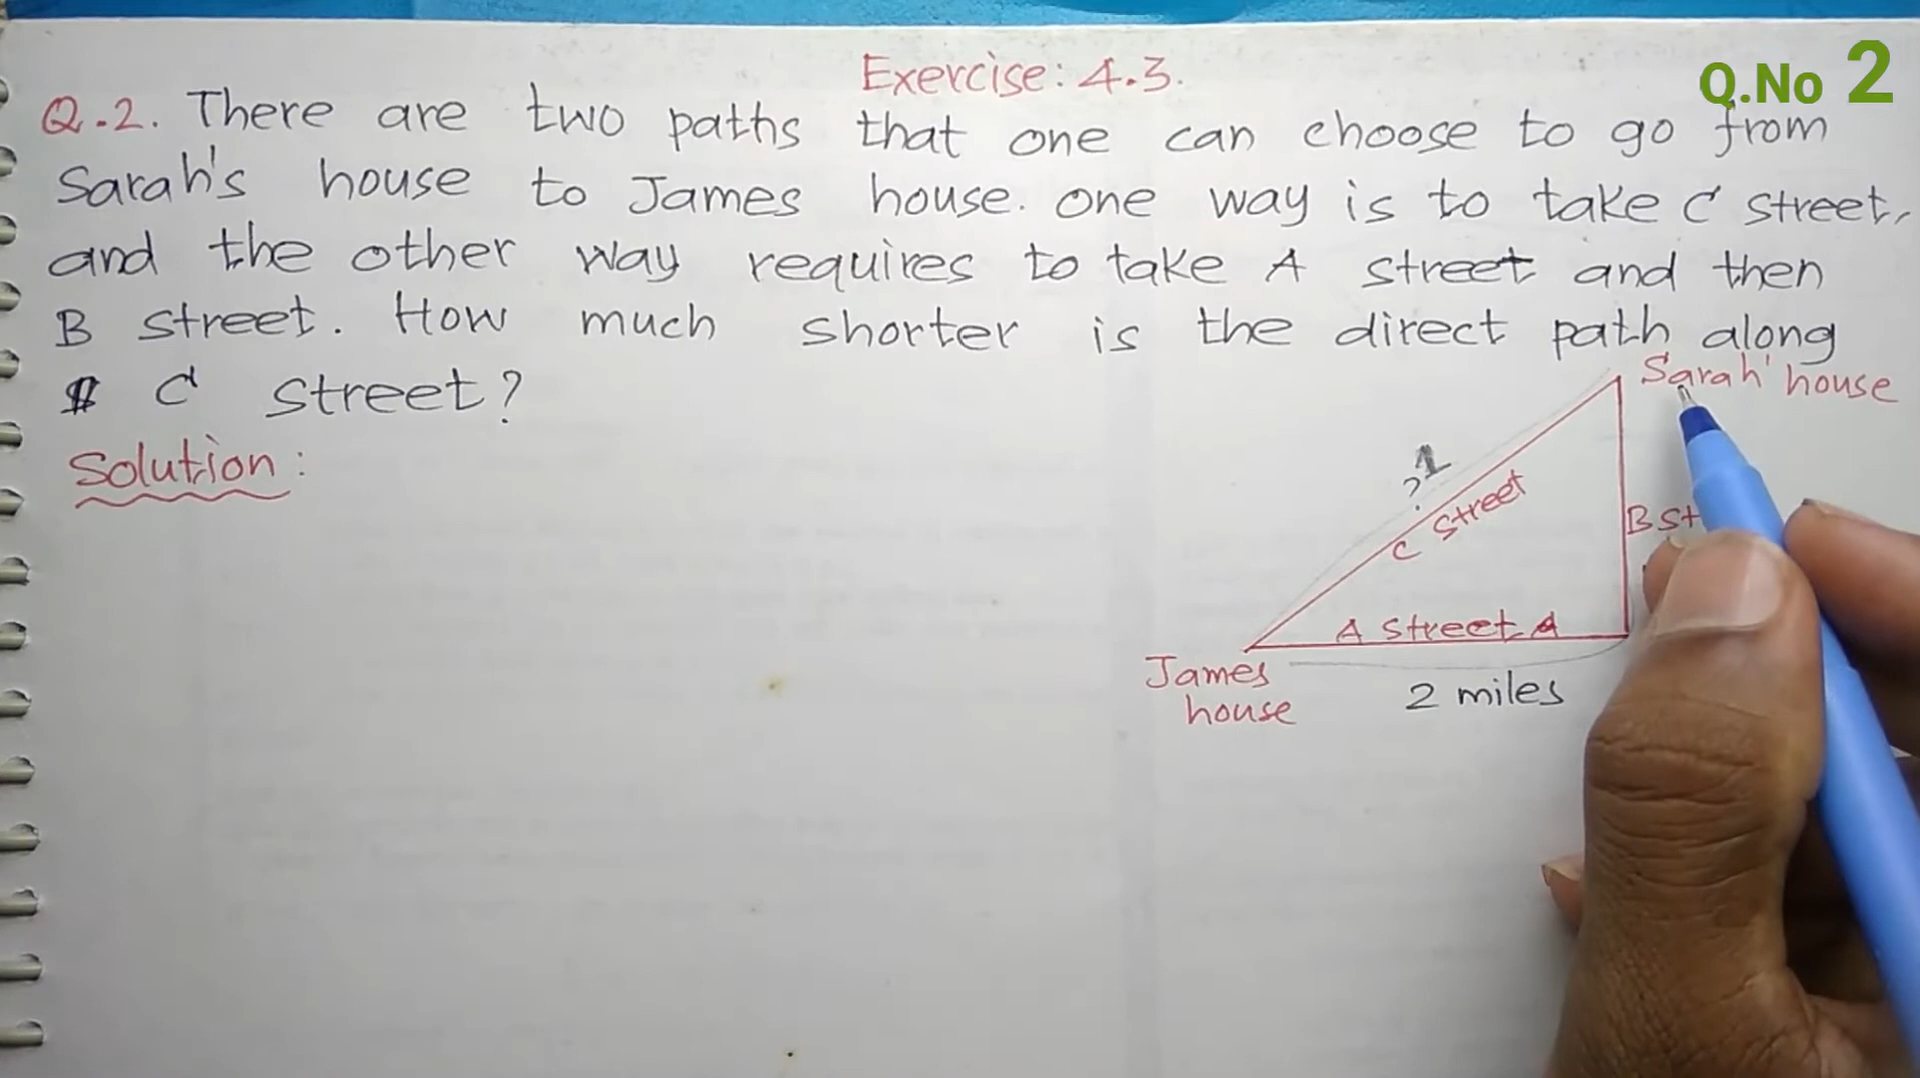 Exercise: 4.3.
Q.No 2
Q.2. There are two paths that one can choose to go from
Sarah's house to James house. one way is to take C street,
and the other way requires to take A street and then
B street. How much shorter is the direct path along
C street?
Sarah' house
Solution:
?
C street
B st
A street
James
house
2 miles